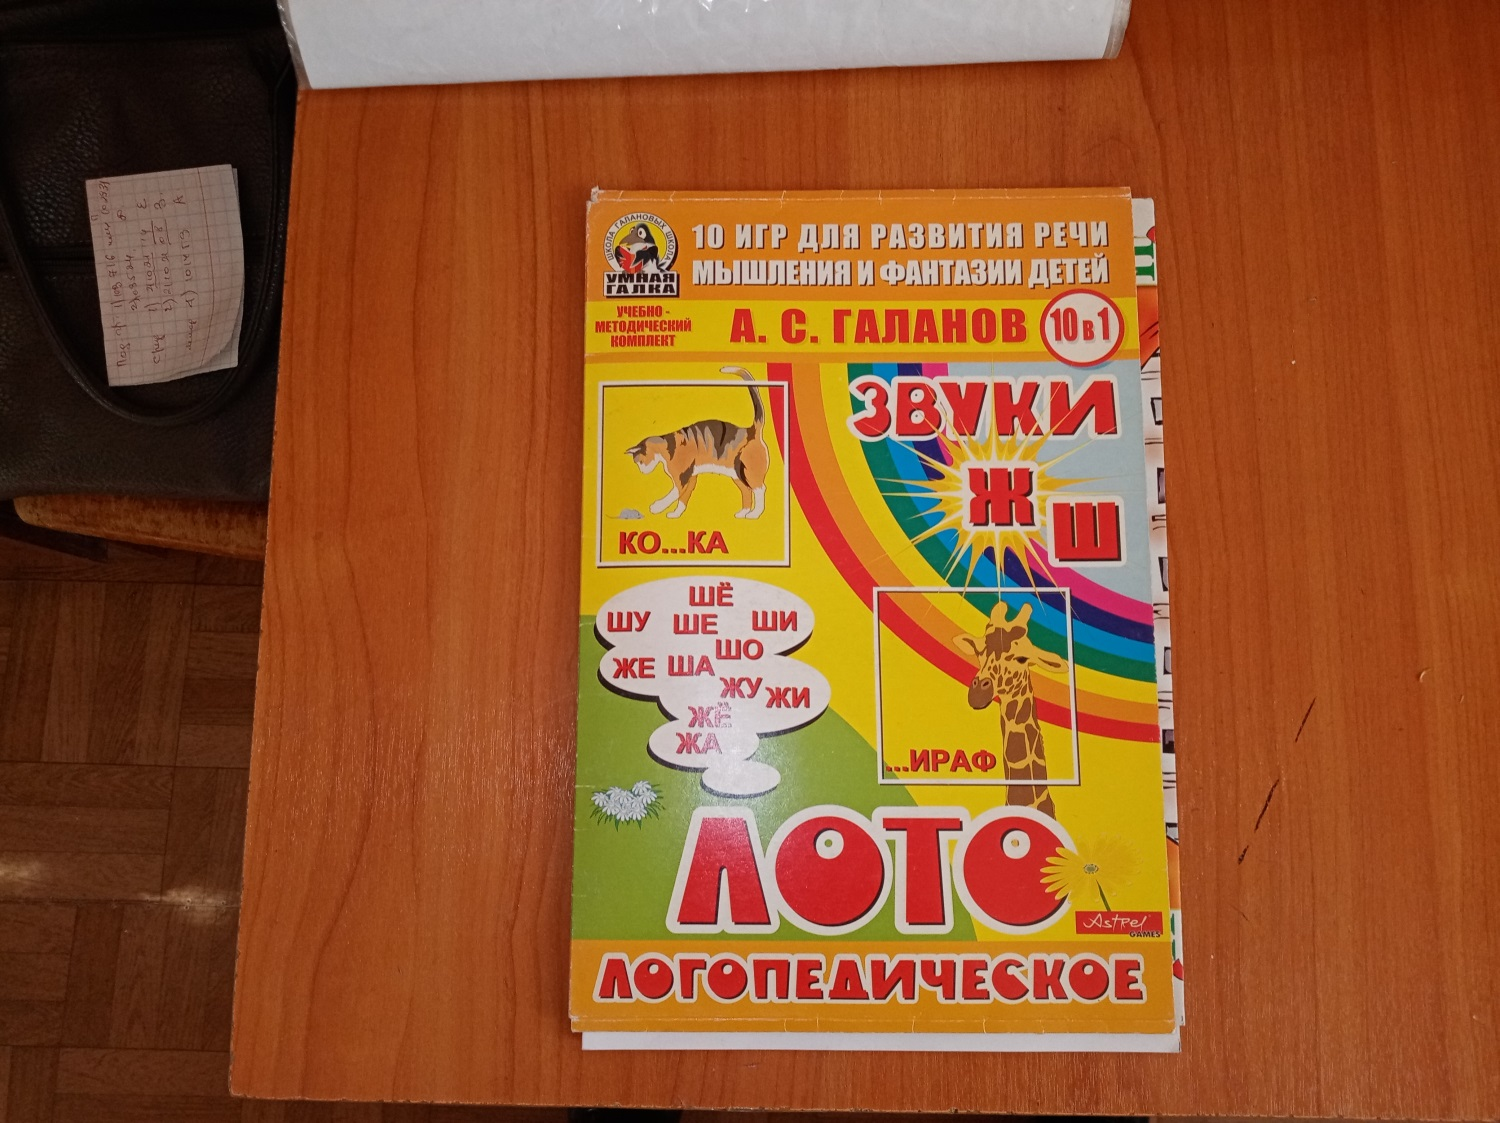 ШКОЛА ГАЛАНОВЫХ ШКОЛА
УМНАЯ
ГАЛКА
10 ИГР ДЛЯ РАЗВИТИЯ РЕЧИ
МЫШЛЕНИЯ И ФАНТАЗИИ ДЕТЕЙ
УЧЕБНО-
МЕТОДИЧЕСКИЙ
КОМПЛЕКТ
А. С. ГАЛАНОВ
10 в 1
ЗВУКИ
Ж
Ш
КО...КА
ШЁ
ШУ ШЕ ШИ
ШО
ЖЕ ША
ЖУ ЖИ
ЖЁ
ЖА
...ИРАФ
ЛОТО
Astrel
GAMES
ЛОГОПЕДИЧЕСКОЕ